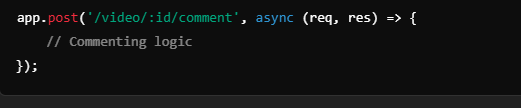 app.post('/video/:id/comment', async (req, res) => {
    // Commenting logic
});